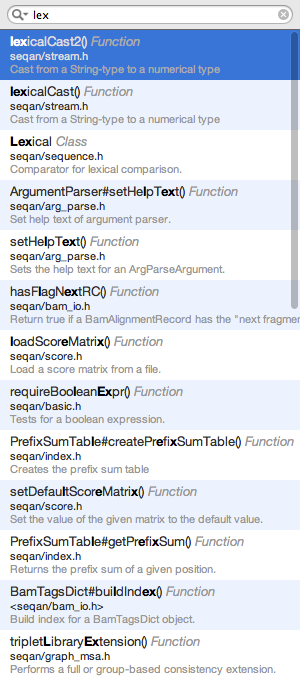 lex
lexicalCast2() Function
seqan/stream.h
Cast from a String-type to a numerical type
lexicalCast() Function
seqan/stream.h
Cast from a String-type to a numerical type
Lexical Class
seqan/sequence.h
Comparator for lexical comparison.
ArgumentParser#setHelpText() Function
seqan/arg_parse.h
Set help text of argument parser.
setHelpText() Function
seqan/arg_parse.h
Sets the help text for an ArgParseArgument.
hasFlagNextRC() Function
seqan/bam_io.h
Return true if a BamAlignmentRecord has the "next fragmen
loadScoreMatrix() Function
seqan/score.h
Load a score matrix from a file.
requireBooleanExpr() Function
seqan/basic.h
Tests for a boolean expression.
PrefixSumTable#createPrefixSumTable() Function
seqan/index.h
Creates the prefix sum table
setDefaultScoreMatrix() Function
seqan/score.h
Set the value of the given matrix to the default value.
PrefixSumTable#getPrefixSum() Function
seqan/index.h
Returns the prefix sum of a given position.
BamTagsDict#buildIndex() Function
<seqan/bam_io.h>
Build index for a BamTagsDict object.
tripletLibraryExtension() Function
seqan/graph_msa.h
Performs a full or group-based consistency extension.